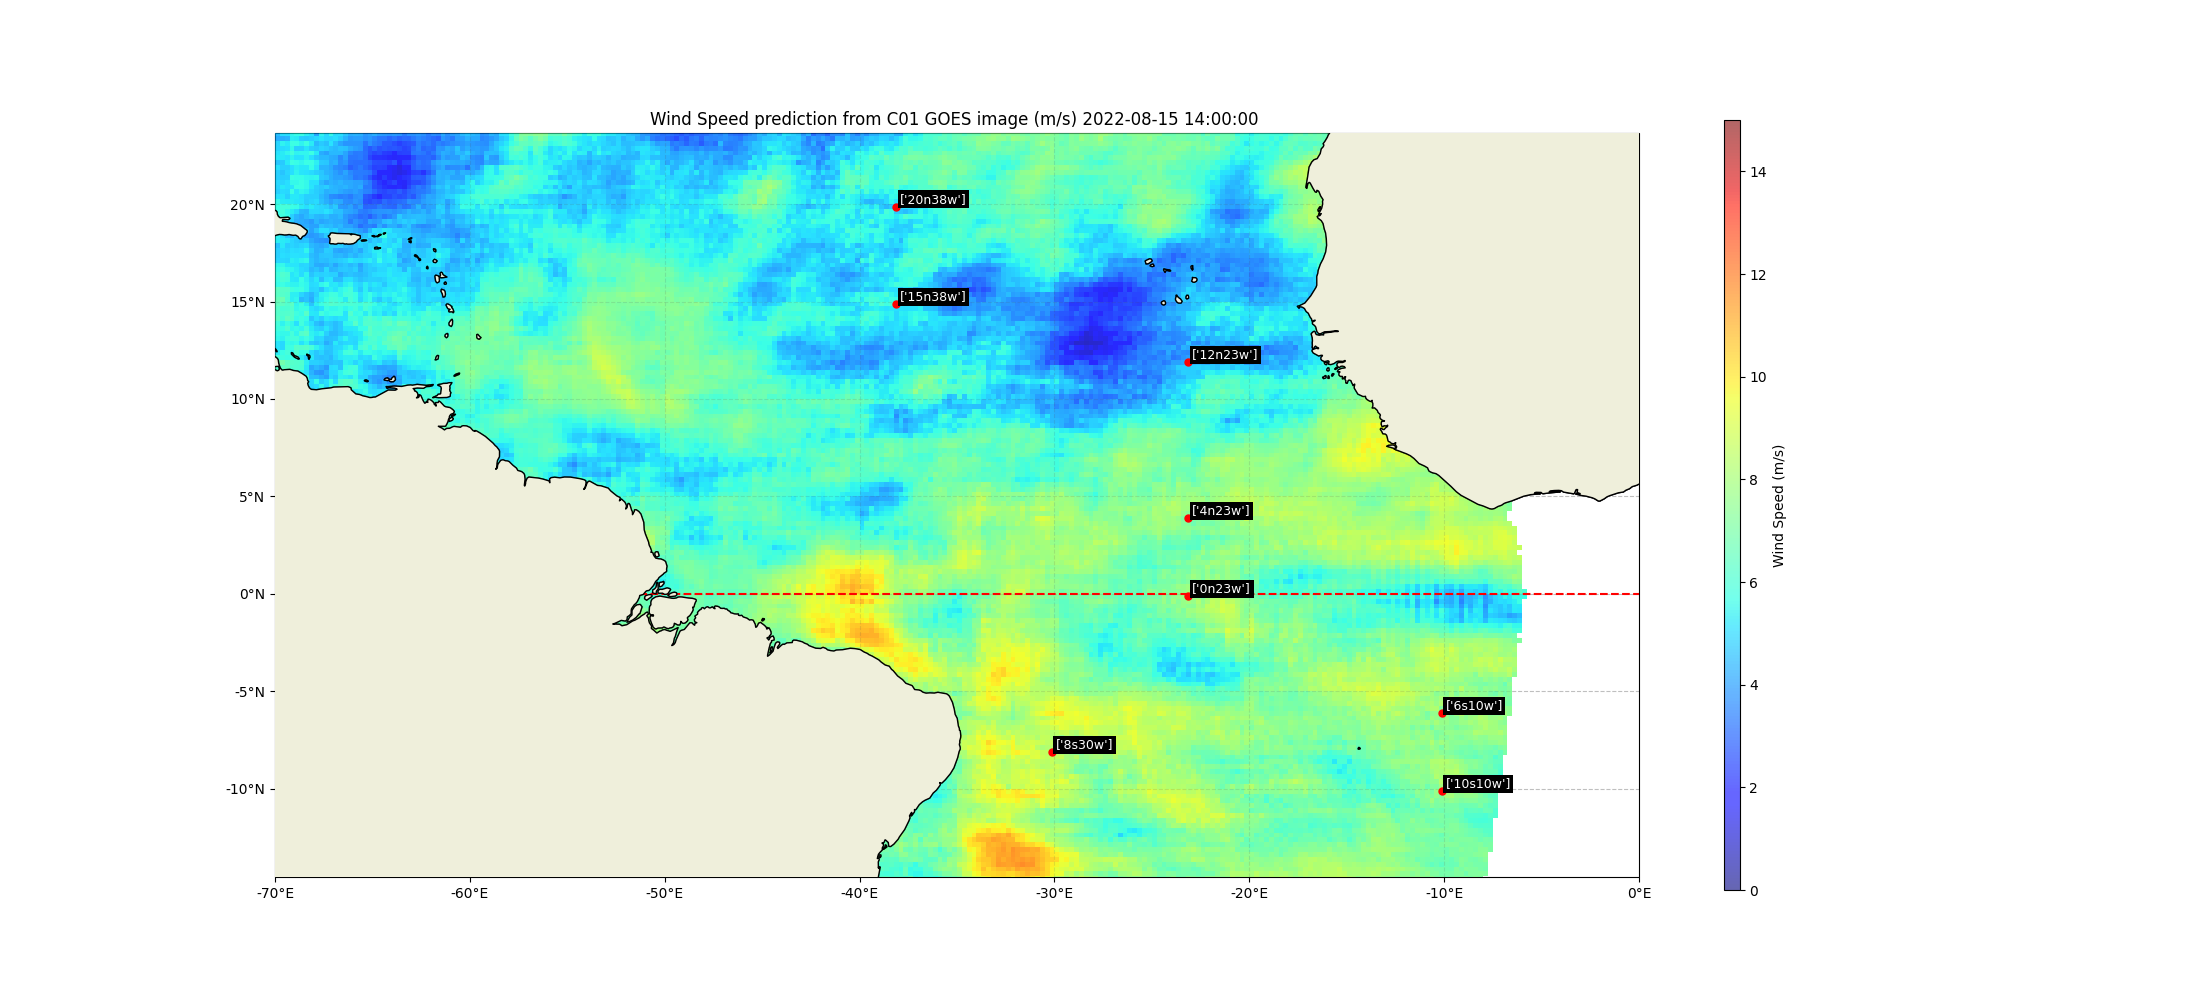 Wind Speed prediction from C01 GOES image (m/s) 2022-08-15 14:00:00
20°N
15°N
10°N
5°N
0°N
-5°N
-10°N
['20n38w']
['15n38w']
['12n23w']
['4n23w']
['0n23w']
['6s10w']
['8s30w']
['10s10w']
-70°E
-60°E
-50°E
-40°E
-30°E
-20°E
-10°E
0°E
14
12
10
8
6
4
2
0
Wind Speed (m/s)